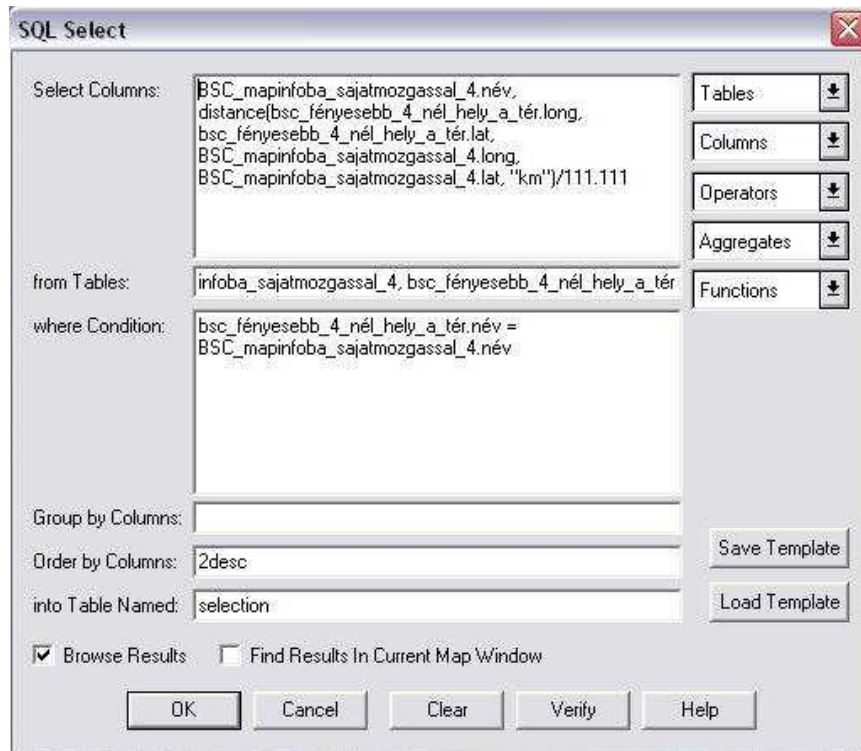 SQL Select
Select Columns:
BSC_mapinfoba_sajatmozgassal_4.név,
distance(bsc_fényesebb_4_nél_hely_a_tér.long,
bsc_fényesebb_4_nél_hely_a_tér.lat,
BSC_mapinfoba_sajatmozgassal_4.long,
BSC_mapinfoba_sajatmozgassal_4.lat, "km")/111.111
Tables
Columns
Operators
Aggregates
from Tables:
infoba_sajatmozgassal_4, bsc_fényesebb_4_nél_hely_a_tér
Functions
where Condition:
bsc_fényesebb_4_nél_hely_a_tér.név =
BSC_mapinfoba_sajatmozgassal_4.név
Group by Columns:
Order by Columns:
2desc
Save Template
into Table Named:
selection
Load Template
Browse Results
Find Results In Current Map Window
OK
Cancel
Clear
Verify
Help